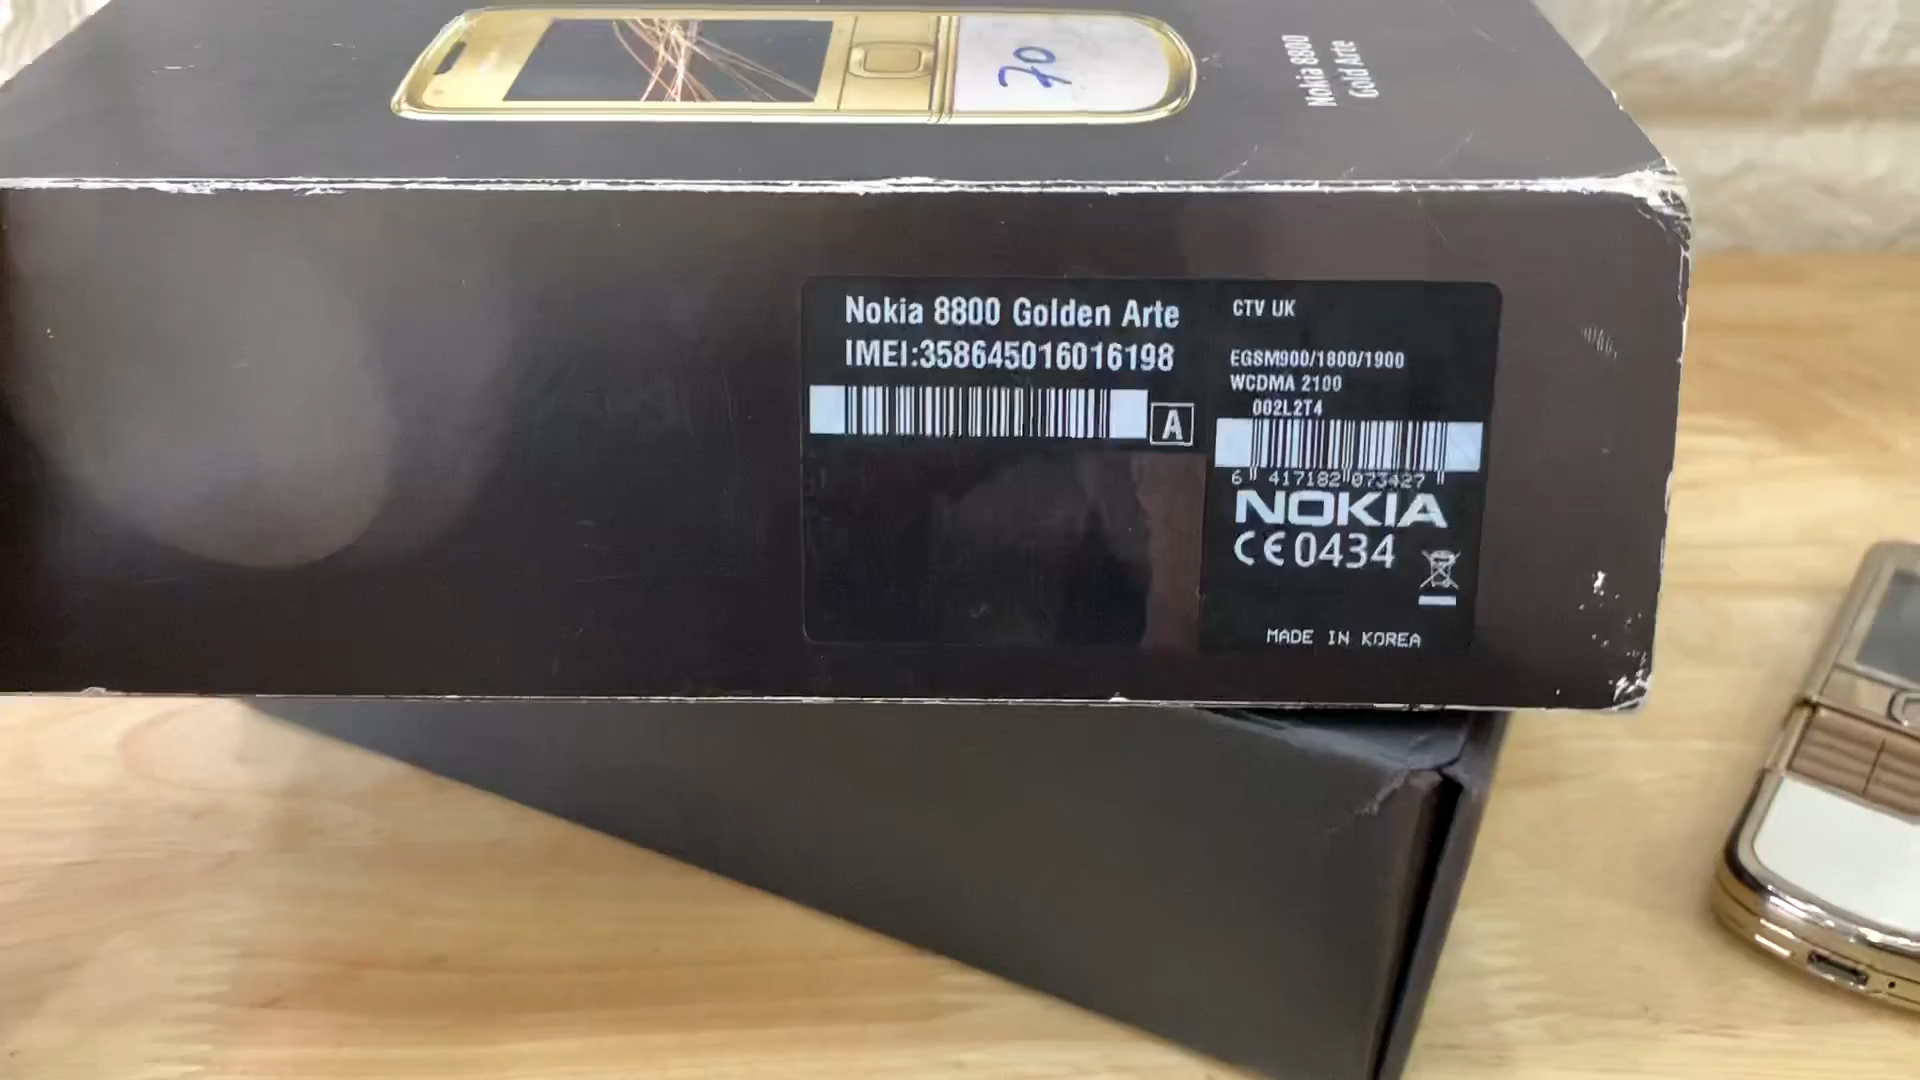 70
Nokia 8800
Gold Arte
Nokia 8800 Golden Arte
IMEI:358645016016198
A
CTV UK
EGSM900/1800/1900
WCDMA 2100
002L2T4
6 417182 073427
NOKIA
CE0434
MADE IN KOREA